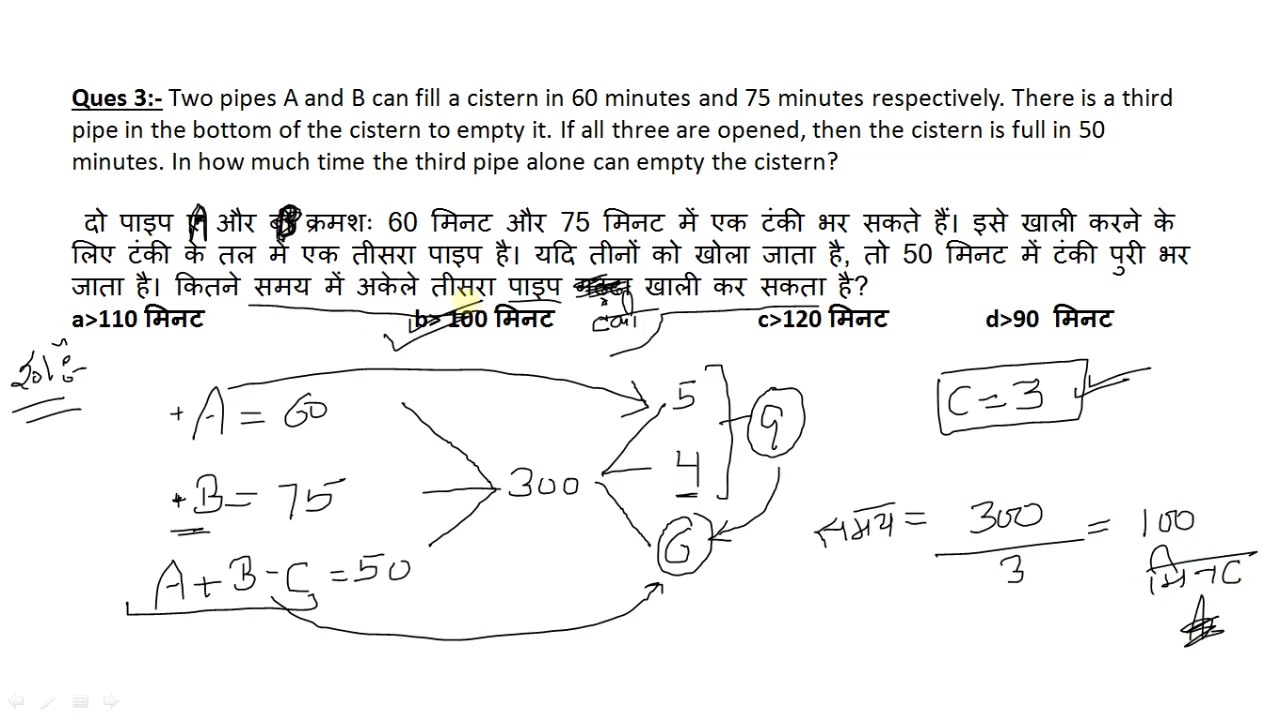 Ques 3:- Two pipes A and B can fill a cistern in 60 minutes and 75 minutes respectively. There is a third
pipe in the bottom of the cistern to empty it. If all three are opened, then the cistern is full in 50
minutes. In how much time the third pipe alone can empty the cistern?
दो पाइप A और B क्रमशः 60 मिनट और 75 मिनट में एक टंकी भर सकते हैं। इसे खाली करने के
लिए टंकी के तल में एक तीसरा पाइप है। यदि तीनों को खोला जाता है, तो 50 मिनट में टंकी पुरी भर
जाता है। कितने समय में अकेले तीसरा पाइप खाली कर सकता है?
a>110 मिनट b> 100 मिनट c>120 मिनट d>90 मिनट
+A = 60
+B = 75
A + B - C = 50
300
5
4
6
9
C = 3
समय = 300 / 3 = 100
मिनट